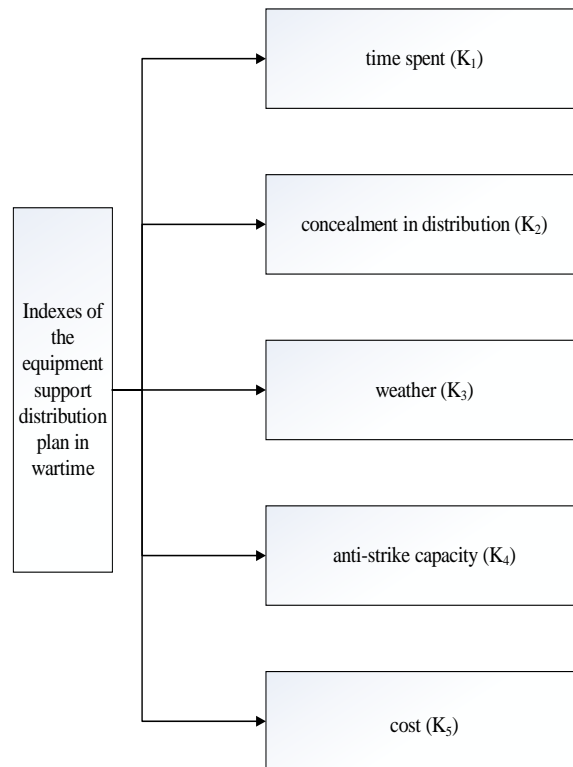 time spent (K₁)
concealment in distribution (K₂)
Indexes of
the
equipment
support
distribution
plan in
wartime
weather (K₃)
anti-strike capacity (K₄)
cost (K₅)